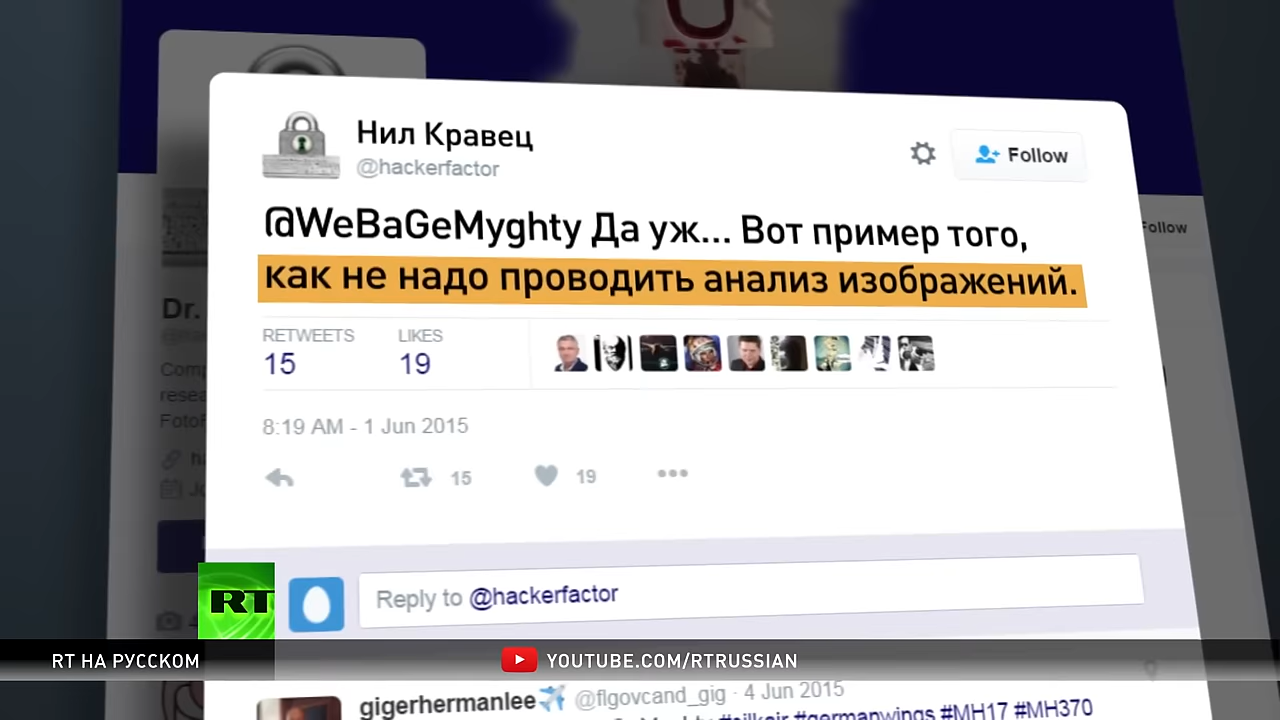 Нил Кравец
@hackerfactor
Follow
@WeBaGeMyghty Да уж... Вот пример того,
как не надо проводить анализ изображений.
Follow
Dr.
RETWEETS LIKES
15 19
8:19 AM - 1 Jun 2015
15 19
RT
Reply to @hackerfactor
RT НА РУССКОМ
YOUTUBE.COM/RTRUSSIAN
gigerhermanlee @flgovcand_gig · 4 Jun 2015
#germanwings #MH17 #MH370